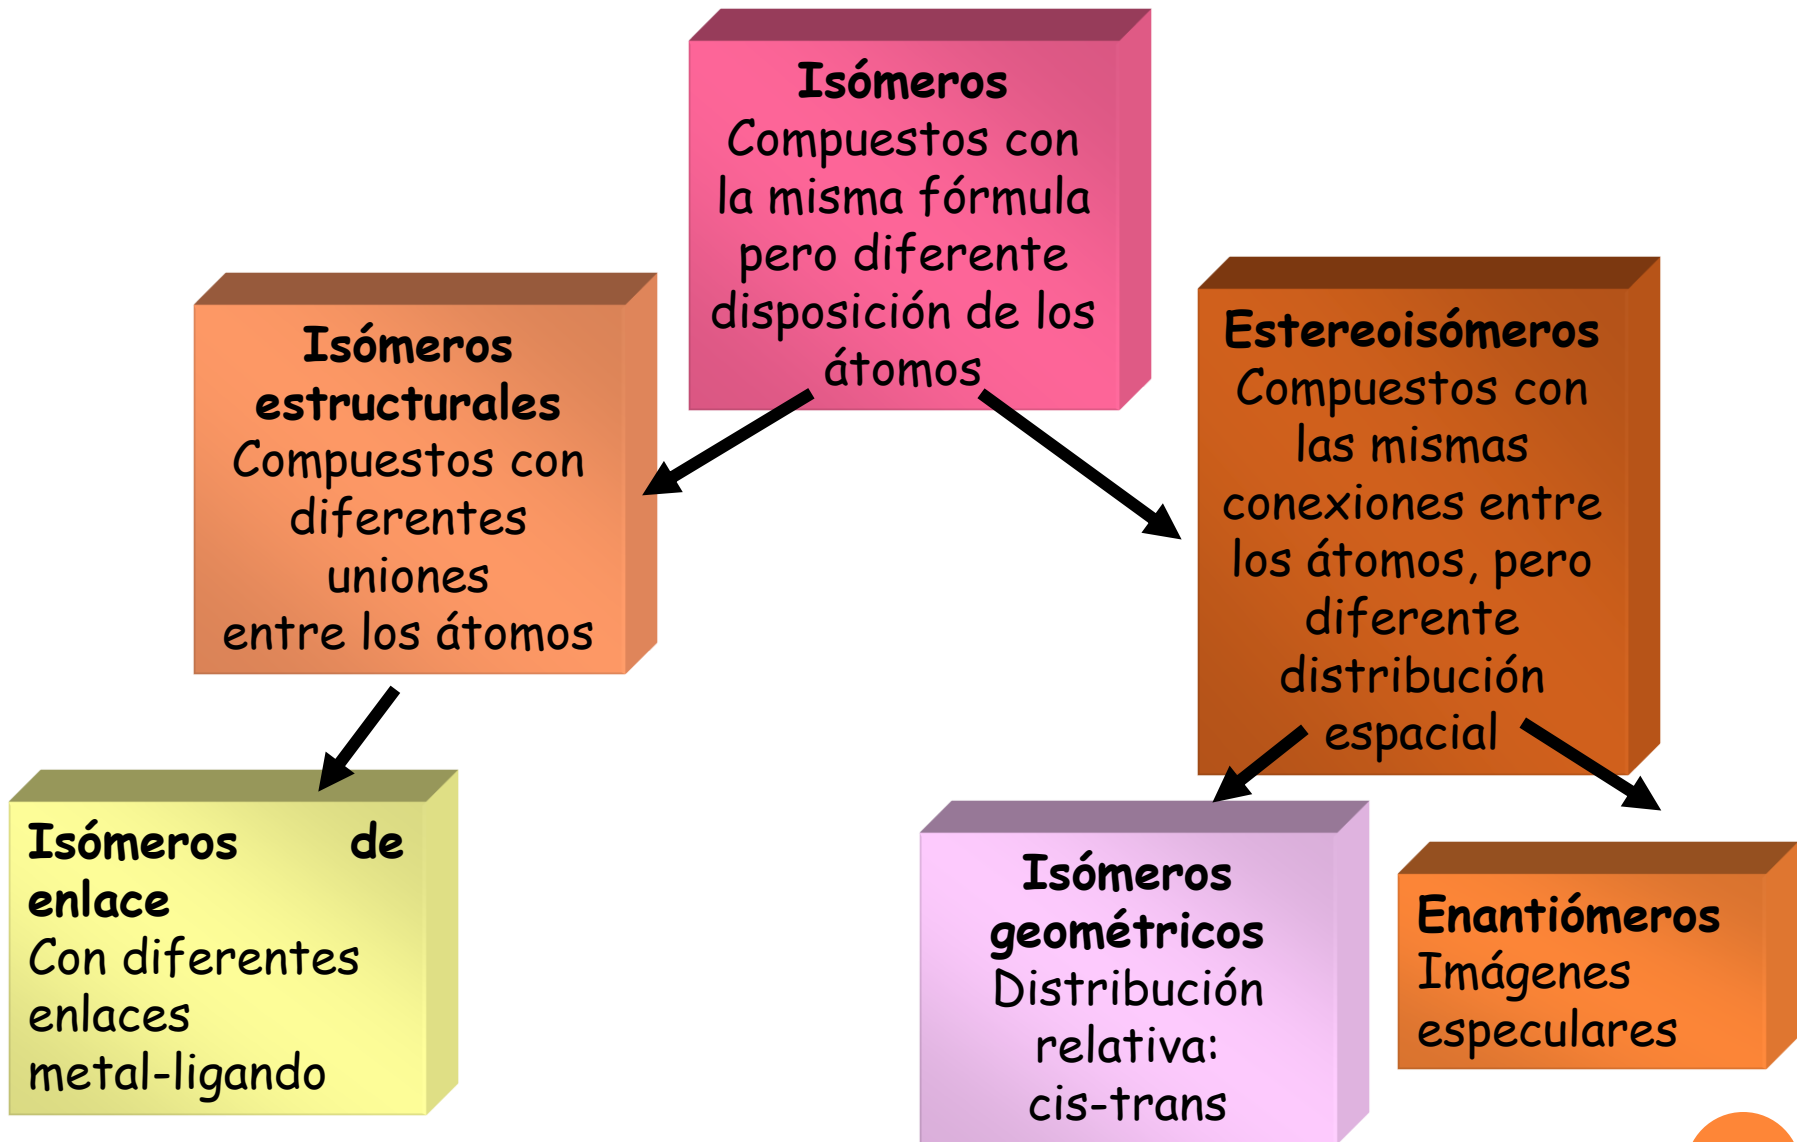 Isómeros
Compuestos con
la misma fórmula
pero diferente
disposición de los
átomos
Isómeros
estructurales
Compuestos con
diferentes
uniones
entre los átomos
Estereoisómeros
Compuestos con
las mismas
conexiones entre
los átomos, pero
diferente
distribución
espacial
Isómeros de
enlace
Con diferentes
enlaces
metal-ligando
Isómeros
geométricos
Distribución
relativa:
cis-trans
Enantiómeros
Imágenes
especulares